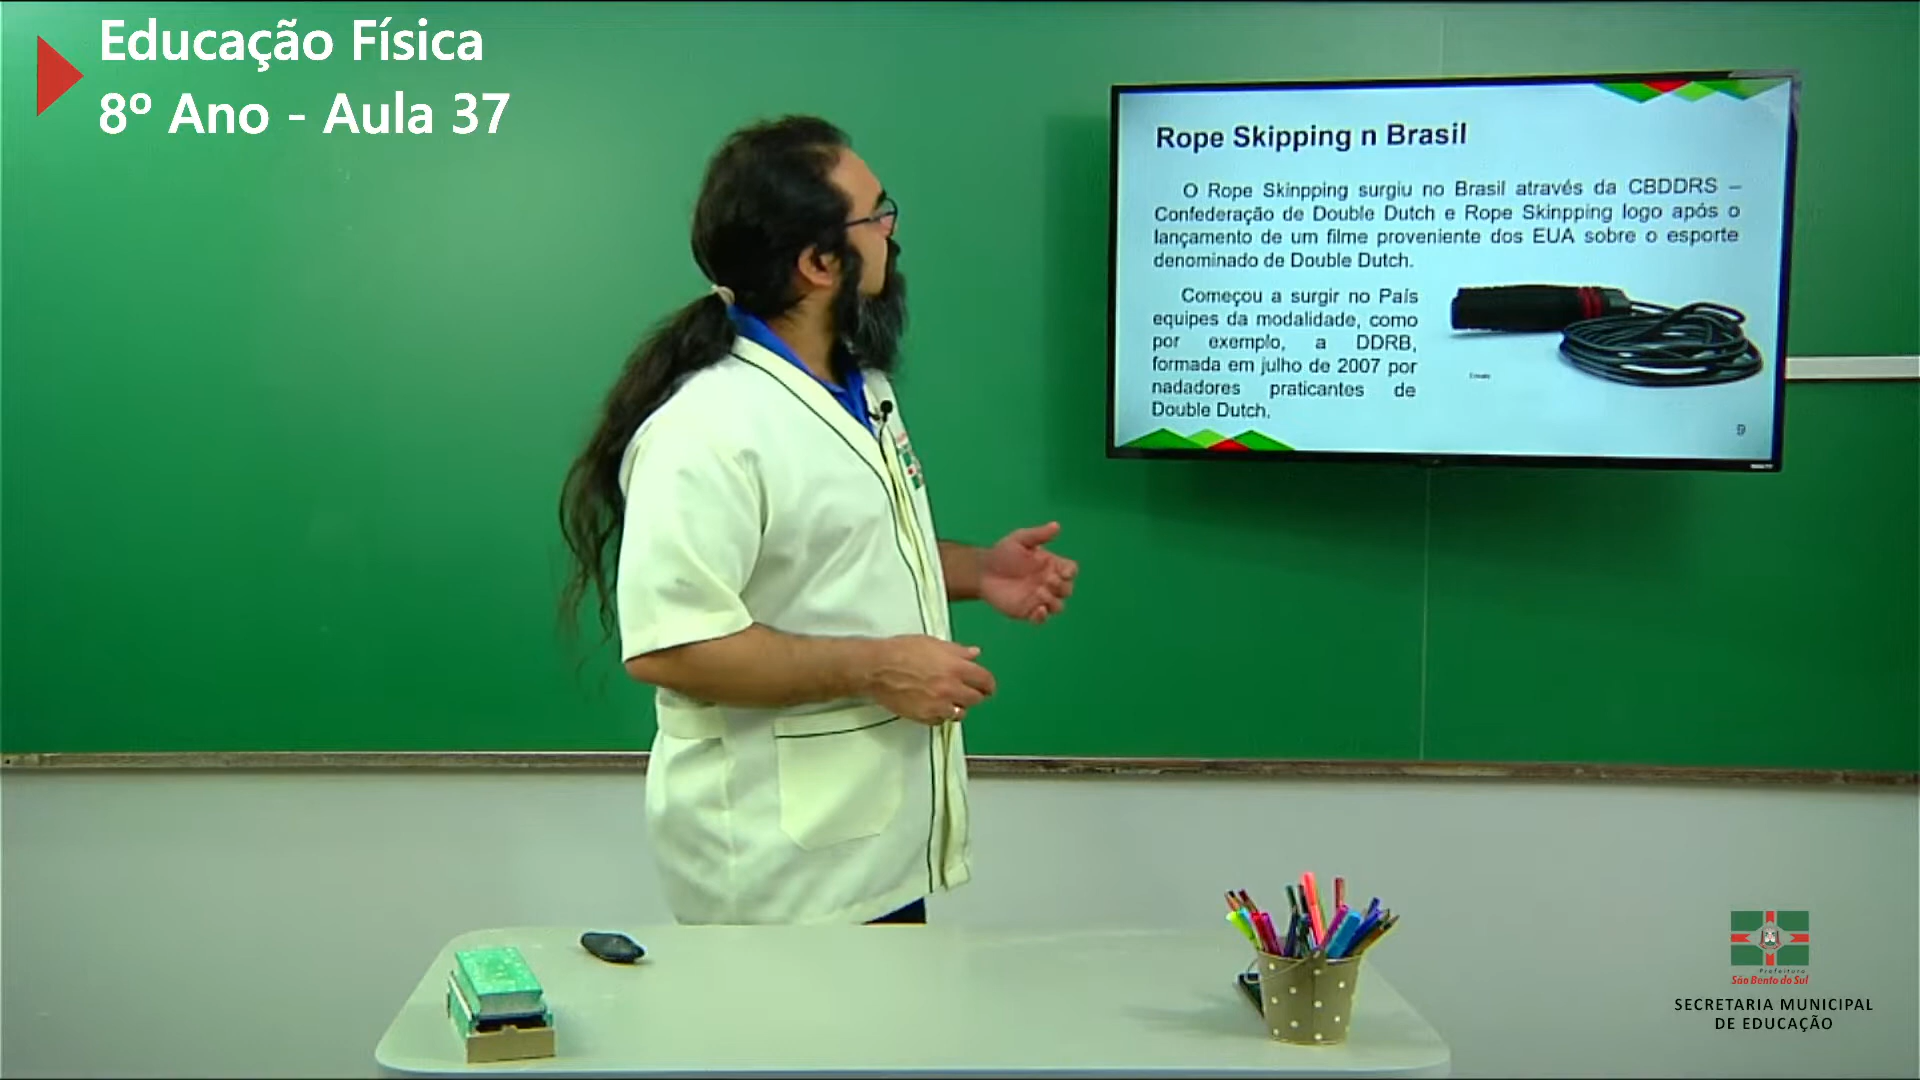 Educação Física
8º Ano - Aula 37
Rope Skipping n Brasil
O Rope Skinpping surgiu no Brasil através da CBDDRS –
Confederação de Double Dutch e Rope Skinpping logo após o
lançamento de um filme proveniente dos EUA sobre o esporte
denominado de Double Dutch.
Começou a surgir no País
equipes da modalidade, como
por exemplo, a DDRB,
formada em julho de 2007 por
nadadores praticantes de
Double Dutch.
9
Prefeitura
São Bento do Sul
SECRETARIA MUNICIPAL
DE EDUCAÇÃO